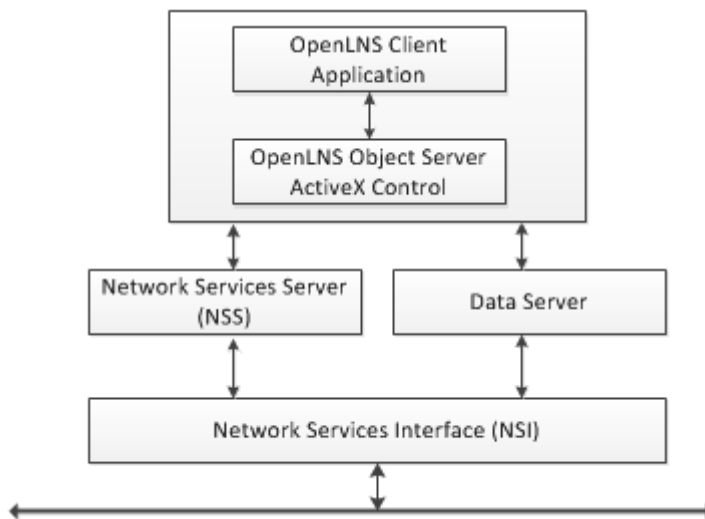 OpenLNS Client
Application
OpenLNS Object Server
ActiveX Control
Network Services Server
(NSS)
Data Server
Network Services Interface (NSI)